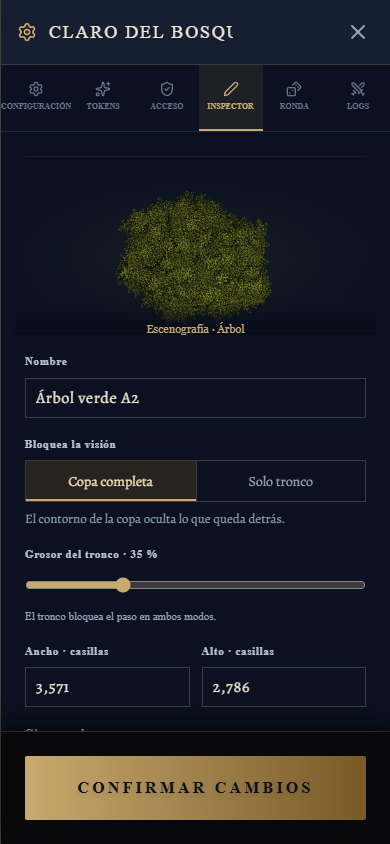 CLARO DEL BOSQU
CONFIGURACIÓN TOKENS ACCESO INSPECTOR RONDA LOGS
Escenografía · Árbol
Nombre
Árbol verde A2
Bloquea la visión
Copa completa Solo tronco
El contorno de la copa oculta lo que queda detrás.
Grosor del tronco · 35 %
El tronco bloquea el paso en ambos modos.
Ancho · casillas Alto · casillas
3,571 2,786
CONFIRMAR CAMBIOS